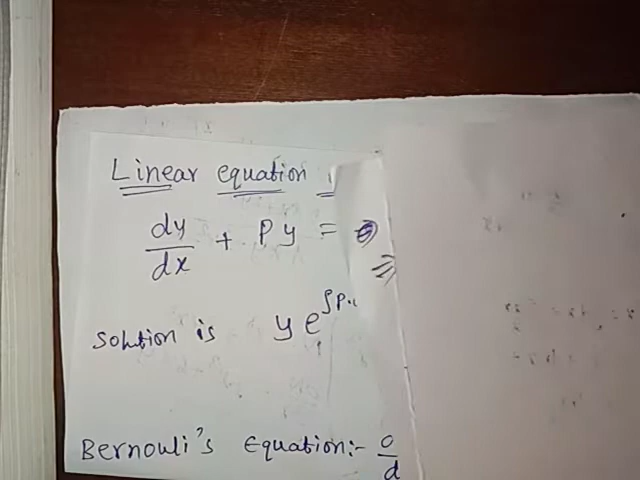 Linear equation
dy/dx + Py =
Solution is y e^∫P
Bernouli's Equation:-